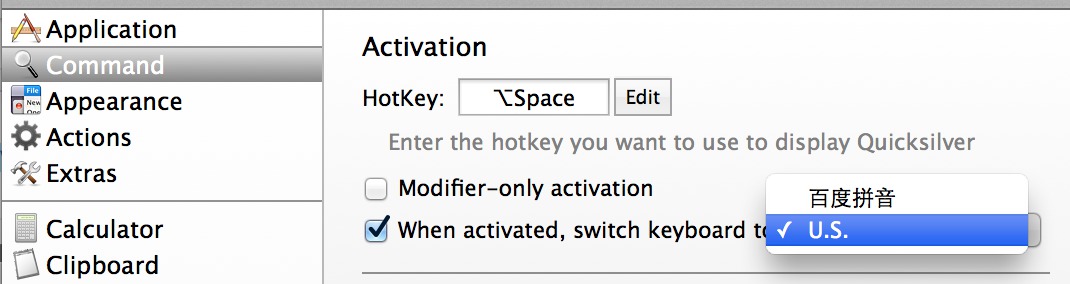 Application
Command
Appearance
Actions
Extras
Calculator
Clipboard
Activation
HotKey: ⌥Space Edit
Enter the hotkey you want to use to display Quicksilver
Modifier-only activation
百度拼音
When activated, switch keyboard to ✓ U.S.